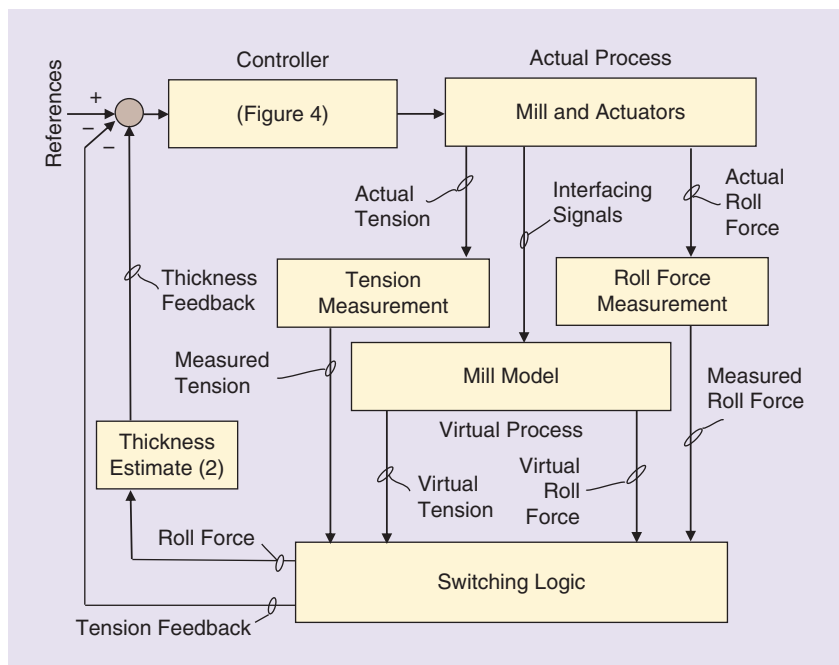 Controller
Actual Process
References
+
−
−
(Figure 4)
Mill and Actuators
Actual
Tension
Interfacing
Signals
Actual
Roll
Force
Thickness
Feedback
Tension
Measurement
Roll Force
Measurement
Measured
Tension
Mill Model
Measured
Roll Force
Virtual Process
Thickness
Estimate (2)
Virtual
Tension
Virtual
Roll
Force
Roll Force
Switching Logic
Tension Feedback